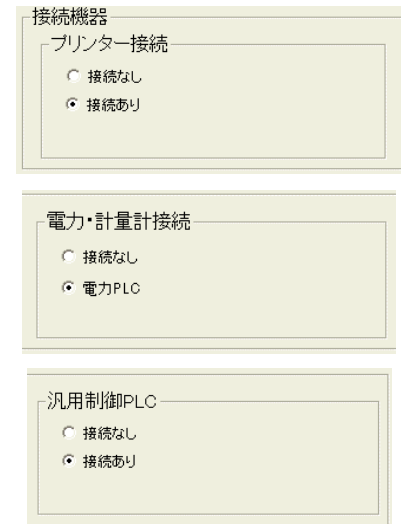 接続機器
プリンター接続
接続なし
接続あり
電力・計量計接続
接続なし
電力PLC
汎用制御PLC
接続なし
接続あり